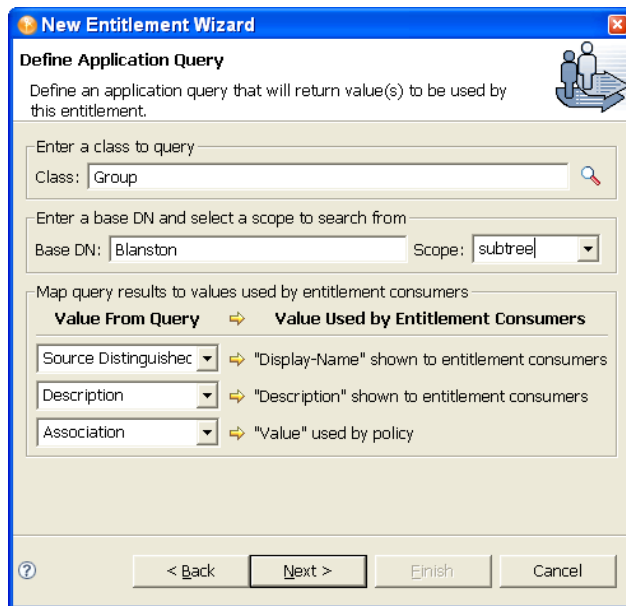 New Entitlement Wizard
Define Application Query
Define an application query that will return value(s) to be used by
this entitlement.
Enter a class to query
Class: Group
Enter a base DN and select a scope to search from
Base DN: Blanston Scope: subtree
Map query results to values used by entitlement consumers
Value From Query Value Used by Entitlement Consumers
Source Distinguishec "Display-Name" shown to entitlement consumers
Description "Description" shown to entitlement consumers
Association "Value" used by policy
? < Back Next > Finish Cancel